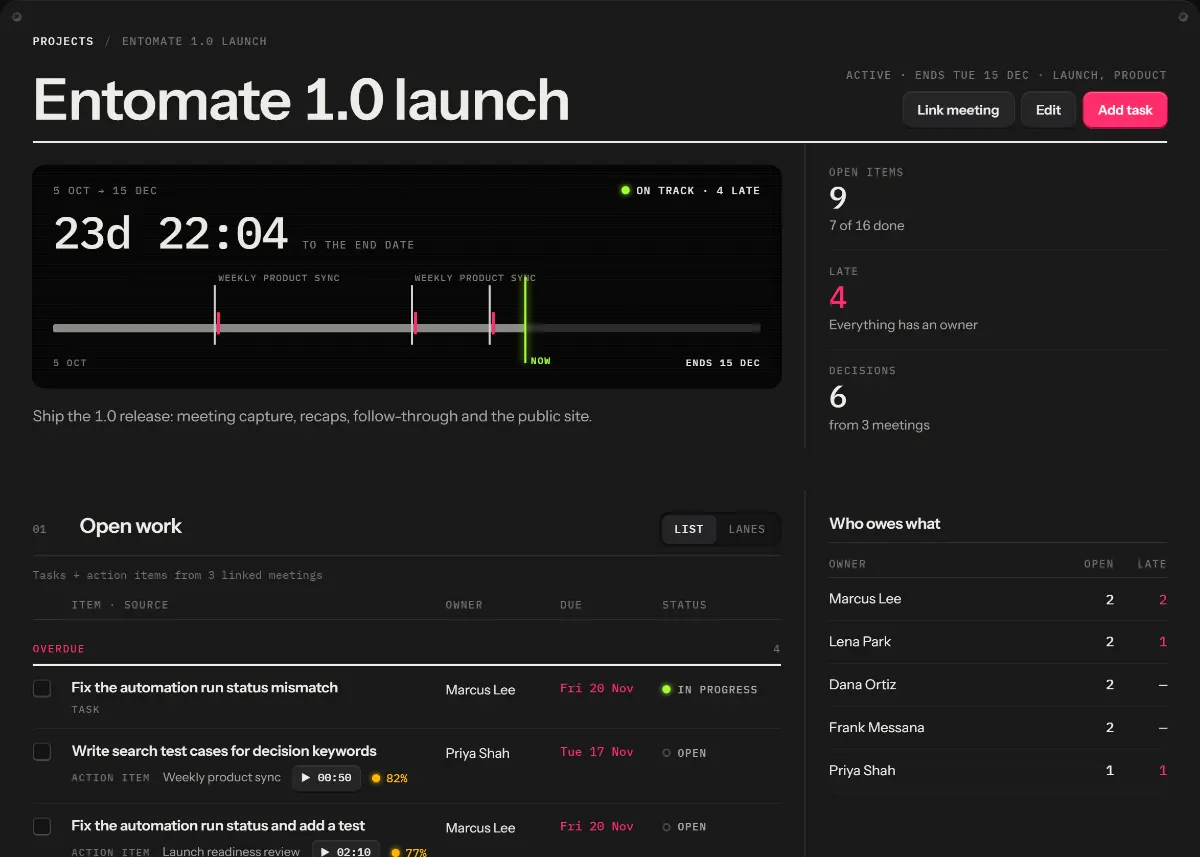 PROJECTS / ENTOMATE 1.0 LAUNCH
Entomate 1.0 launch
ACTIVE · ENDS TUE 15 DEC · LAUNCH, PRODUCT
Link meeting
Edit
Add task
5 OCT → 15 DEC
ON TRACK · 4 LATE
23d 22:04 TO THE END DATE
WEEKLY PRODUCT SYNC
WEEKLY PRODUCT SYNC
5 OCT
NOW
ENDS 15 DEC
Ship the 1.0 release: meeting capture, recaps, follow-through and the public site.
OPEN ITEMS
9
7 of 16 done
LATE
4
Everything has an owner
DECISIONS
6
from 3 meetings
01 Open work
LIST LANES
Tasks + action items from 3 linked meetings
ITEM · SOURCE OWNER DUE STATUS
OVERDUE 4
Fix the automation run status mismatch Marcus Lee Fri 20 Nov IN PROGRESS
TASK
Write search test cases for decision keywords Priya Shah Tue 17 Nov OPEN
ACTION ITEM Weekly product sync 00:50 82%
Fix the automation run status and add a test Marcus Lee Fri 20 Nov OPEN
ACTION ITEM Launch readiness review 02:10 77%
Who owes what
OWNER OPEN LATE
Marcus Lee 2 2
Lena Park 2 1
Dana Ortiz 2 –
Frank Messana 2 –
Priya Shah 1 1